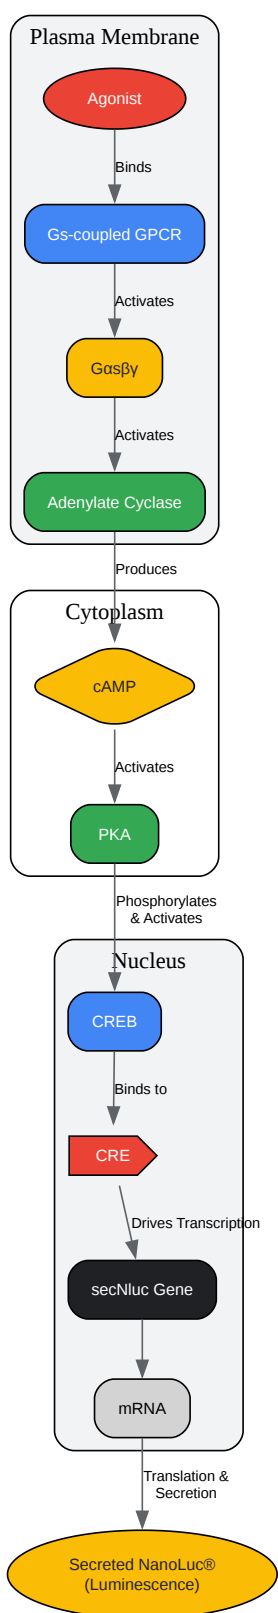 Plasma Membrane
Agonist
Binds
Gs-coupled GPCR
Activates
Gαsβγ
Activates
Adenylate Cyclase
Produces
Cytoplasm
cAMP
Activates
PKA
Phosphorylates
& Activates
Nucleus
CREB
Binds to
CRE
Drives Transcription
secNluc Gene
mRNA
Translation &
Secretion
Secreted NanoLuc®
(Luminescence)